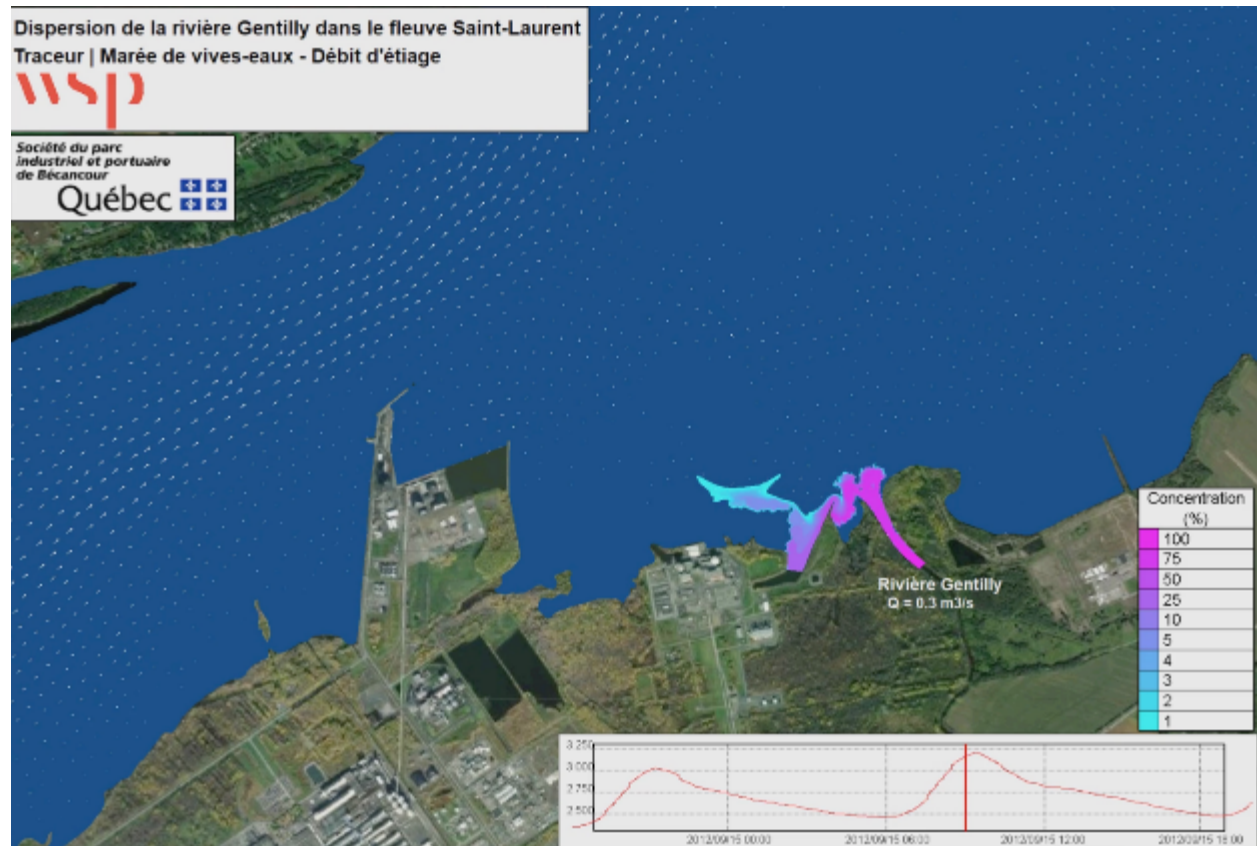 Dispersion de la rivière Gentilly dans le fleuve Saint-Laurent
Traceur | Marée de vives-eaux - Débit d'étiage
wsp
Société du parc
industriel et portuaire
de Bécancour
Québec
Concentration
(%)
100
75
50
25
10
5
4
3
2
1
Rivière Gentilly
Q = 0.3 m3/s
3.250
3.000
2.750
2.500
2012/09/15 00:00
2012/09/15 06:00
2012/09/15 12:00
2012/09/15 18:00